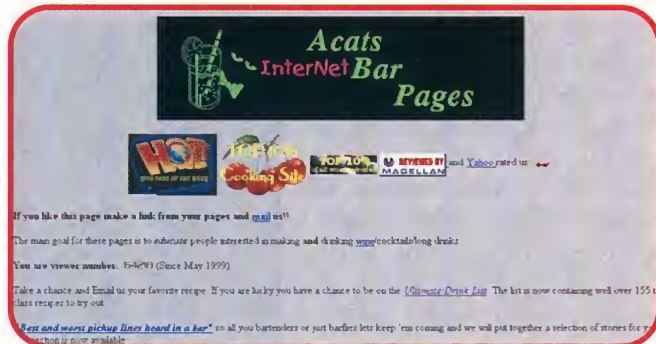 Acats
InterNet Bar
Pages
HOT!
TOP 10%
Cooking Site
TOP 10%
REVIEWED BY
MAGELLAN
and Yahoo rated us
If you like this page make a link from your pages and mail us!!
The main goal for these pages is to educate people interested in making and drinking wine/cocktails/long drinks
You are viewer number (Since May 1999)
Take a chance and Email us your favorite recipe. If you are lucky you have a chance to be on the Ultimate Drink List. The list is now containing well over 155
class recipes to try out.
"Best and worst pickup lines heard in a bar" so all you bartenders or just barflies lets keep 'em coming and we will put together a selection of stories for
is now available